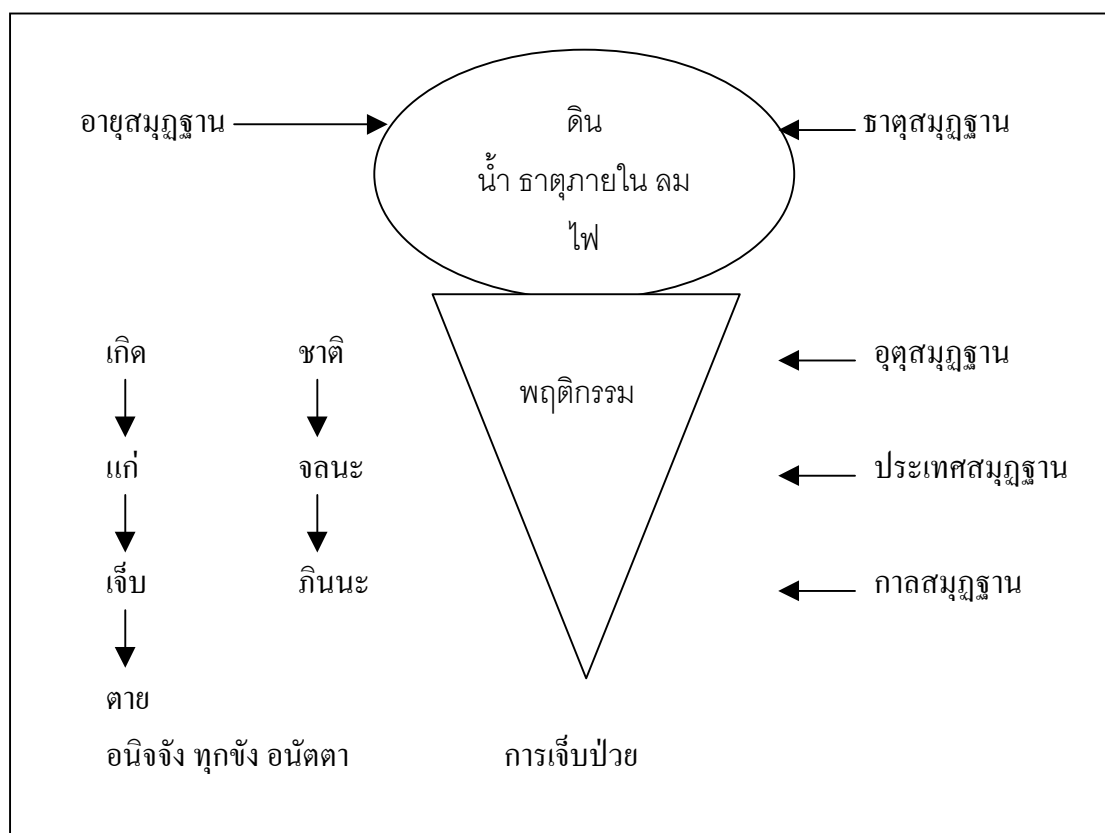 อายุสมุฏฐาน
ดิน
ธาตุสมุฏฐาน
น้ำ ธาตุภายใน ลม
ไฟ
เกิด
ชาติ
พฤติกรรม
อุตุสมุฏฐาน
แก่
จลนะ
ประเทศสมุฏฐาน
เจ็บ
ภินนะ
กาลสมุฏฐาน
ตาย
อนิจจัง ทุกขัง อนัตตา
การเจ็บป่วย